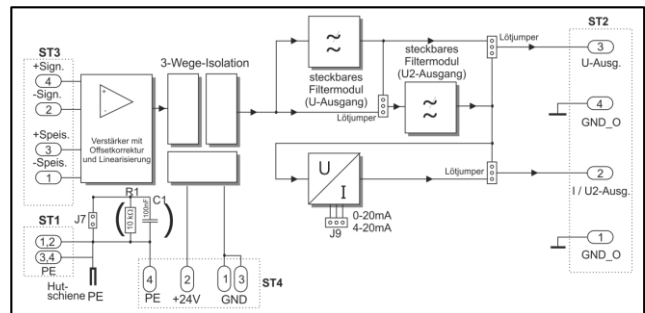 ST3
+Sign.
4
-Sign.
2
+Speis.
3
-Speis.
1
Verstärker mit
Offsetkorrektur
und Linearisierung
3-Wege-Isolation
steckbares
Filtermodul
(U-Ausgang)
steckbares
Filtermodul
(U2-Ausgang)
Lötjumper
Lötjumper
ST2
3
U-Ausg.
4
GND_O
Lötjumper
2
I / U2-Ausg.
1
GND_O
U
I
0-20mA
4-20mA
J9
ST1
J7
R1
10 kΩ
C1
100nF
1,2
3,4
PE
Hut-
schiene PE
4
PE
2
+24V
1
3
GND
ST4